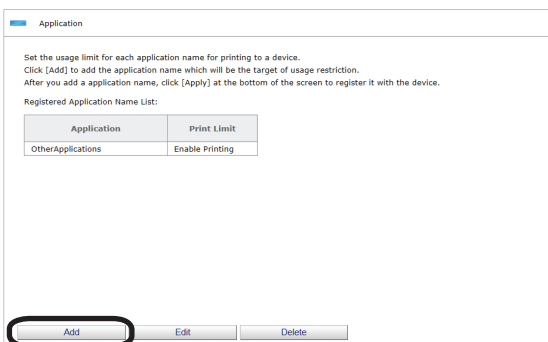 Application
Set the usage limit for each application name for printing to a device.
Click [Add] to add the application name which will be the target of usage restriction.
After you add a application name, click [Apply] at the bottom of the screen to register it with the device.
Registered Application Name List:
Application Print Limit
OtherApplications Enable Printing
Add Edit Delete